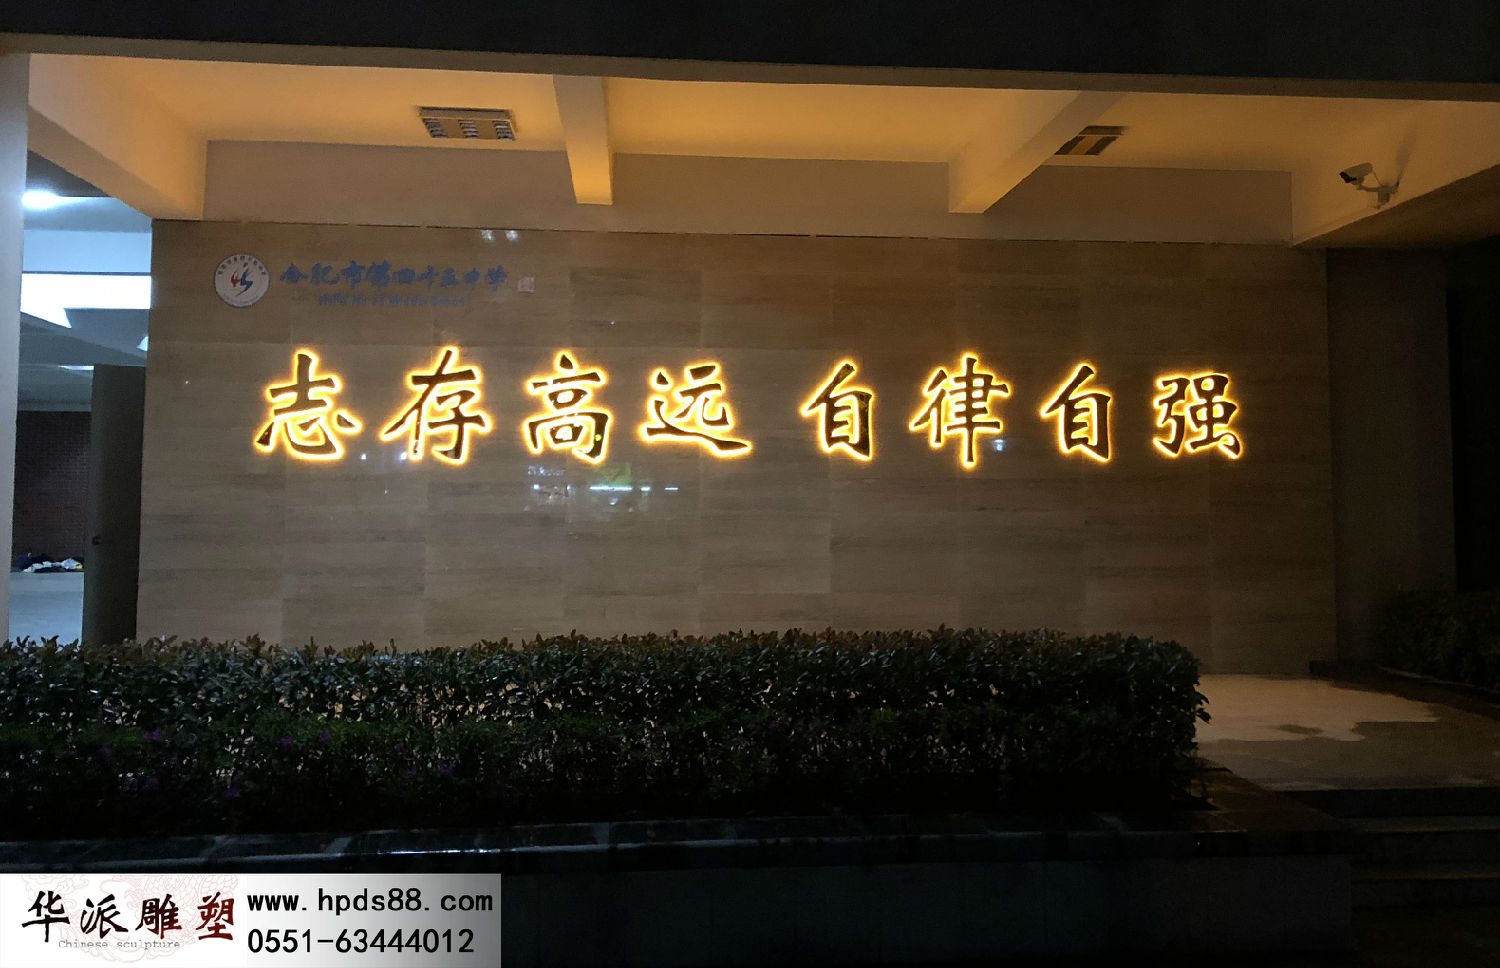 合肥市第四十五中学
志存高远 自律自强
华派雕塑
Chinese sculpture
www.hpds88.com
0551-63444012